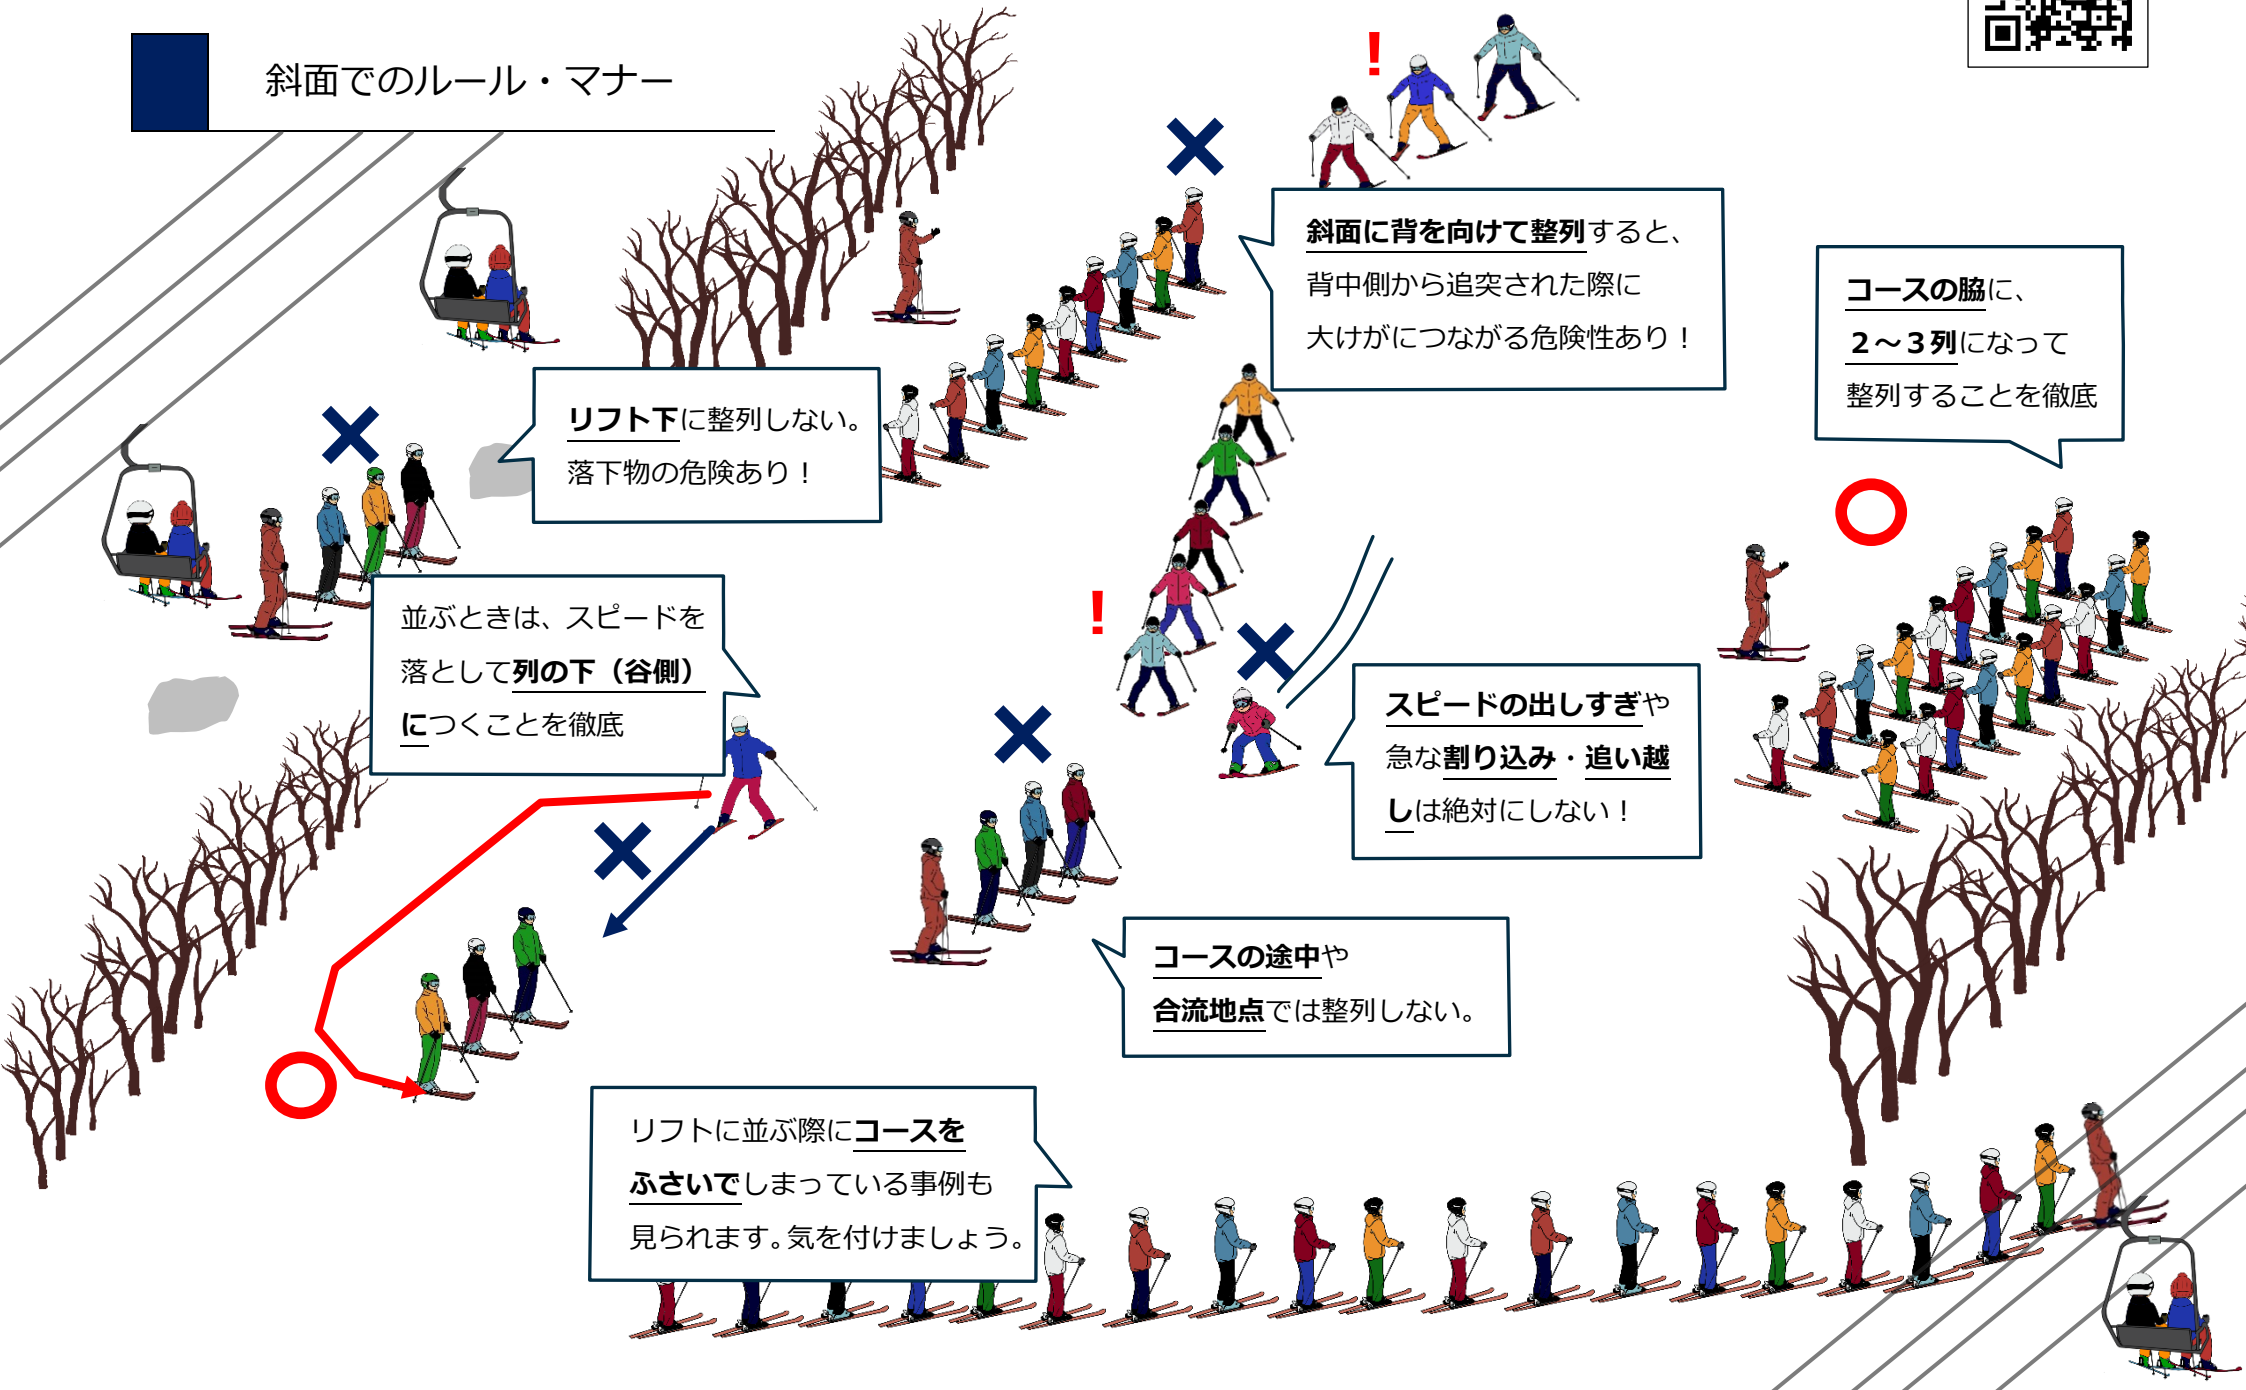 斜面でのルール・マナー
!
斜面に背を向けて整列すると、
背中側から追突された際に
大けがにつながる危険性あり！
コースの脇に、
２～３列になって
整列することを徹底
リフト下に整列しない。
落下物の危険あり！
並ぶときは、スピードを
落として列の下（谷側）
につくことを徹底
!
スピードの出しすぎや
急な割り込み・追い越
しは絶対にしない！
コースの途中や
合流地点では整列しない。
リフトに並ぶ際にコースを
ふさいでしまっている事例も
見られます。気を付けましょう。